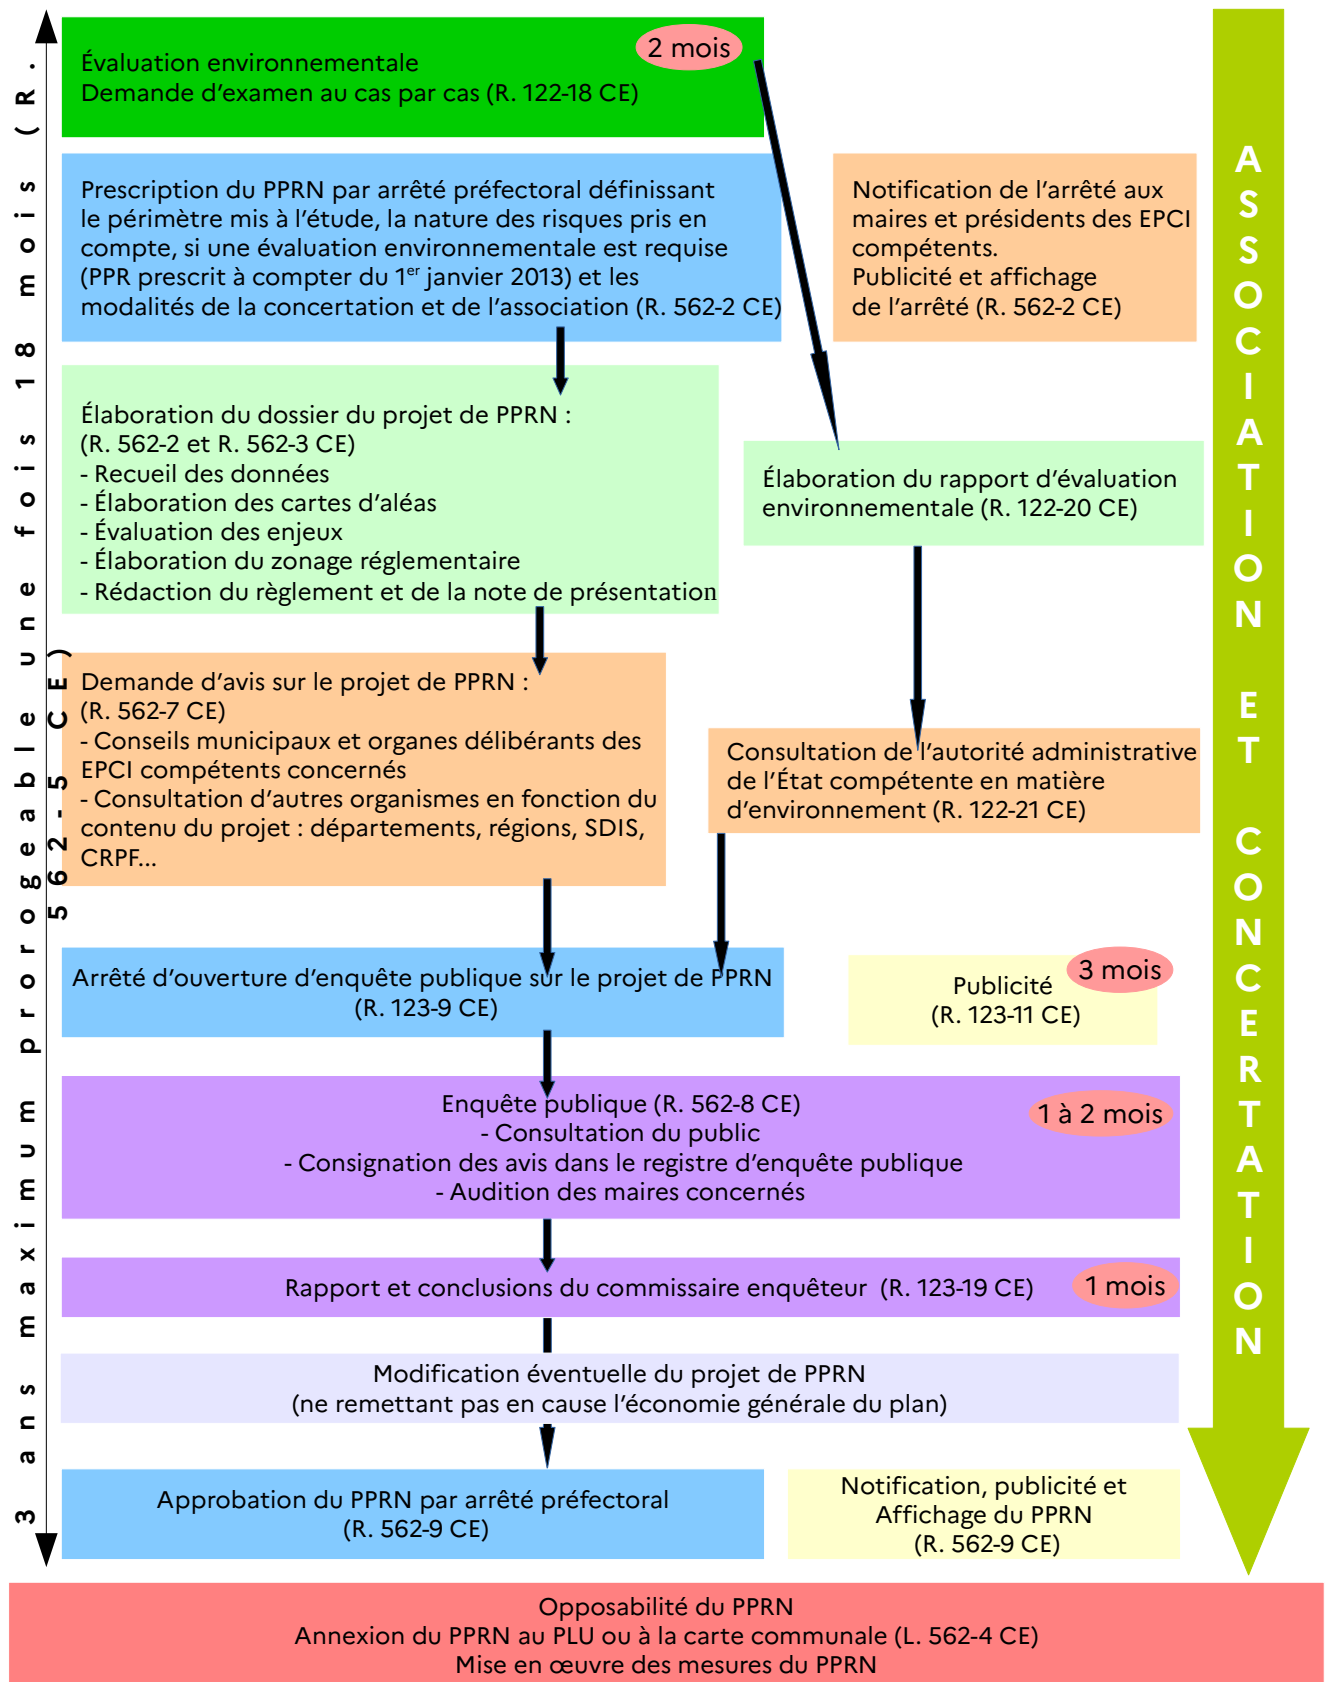 Évaluation environnementale
Demande d'examen au cas par cas (R. 122-18 CE)
2 mois
Prescription du PPRN par arrêté préfectoral définissant
le périmètre mis à l'étude, la nature des risques pris en
compte, si une évaluation environnementale est requise
(PPR prescrit à compter du 1er janvier 2013) et les
modalités de la concertation et de l'association (R. 562-2 CE)
Notification de l'arrêté aux
maires et présidents des EPCI
compétents.
Publicité et affichage
de l'arrêté (R. 562-2 CE)
Élaboration du dossier du projet de PPRN :
(R. 562-2 et R. 562-3 CE)
- Recueil des données
- Élaboration des cartes d'aléas
- Évaluation des enjeux
- Élaboration du zonage réglementaire
- Rédaction du règlement et de la note de présentation
Élaboration du rapport d'évaluation
environnementale (R. 122-20 CE)
Demande d'avis sur le projet de PPRN :
(R. 562-7 CE)
- Conseils municipaux et organes délibérants des
EPCI compétents concernés
- Consultation d'autres organismes en fonction du
contenu du projet : départements, régions, SDIS,
CRPF...
Consultation de l'autorité administrative
de l'État compétente en matière
d'environnement (R. 122-21 CE)
Arrêté d'ouverture d'enquête publique sur le projet de PPRN
(R. 123-9 CE)
Publicité
(R. 123-11 CE)
3 mois
Enquête publique (R. 562-8 CE)
- Consultation du public
- Consignation des avis dans le registre d'enquête publique
- Audition des maires concernés
1 à 2 mois
Rapport et conclusions du commissaire enquêteur (R. 123-19 CE)
1 mois
Modification éventuelle du projet de PPRN
(ne remettant pas en cause l'économie générale du plan)
Approbation du PPRN par arrêté préfectoral
(R. 562-9 CE)
Notification, publicité et
Affichage du PPRN
(R. 562-9 CE)
Opposabilité du PPRN
Annexion du PPRN au PLU ou à la carte communale (L. 562-4 CE)
Mise en œuvre des mesures du PPRN
3 ans maximum prorogeable une fois 18 mois (R.
562-5 CE)
ASSOCIATION ET CONCERTATION